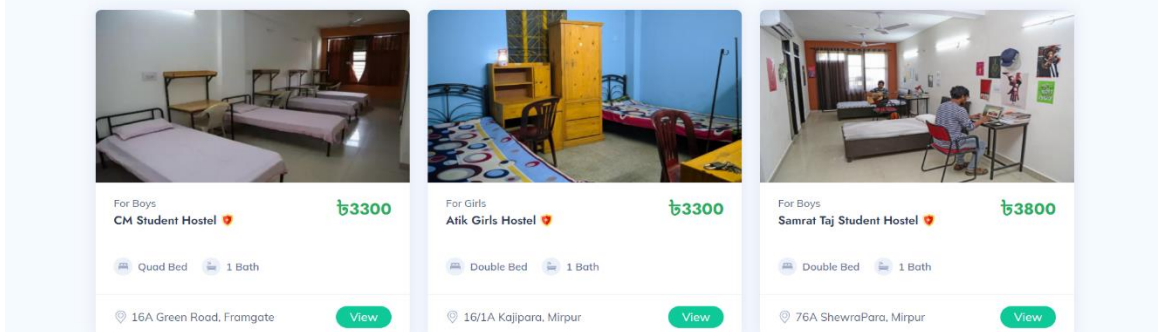 For Boys
CM Student Hostel
৳3300
Quad Bed
1 Bath
16A Green Road, Framgate
View
For Girls
Atik Girls Hostel
৳3300
Double Bed
1 Bath
16/1A Kajipara, Mirpur
View
For Boys
Samrat Taj Student Hostel
৳3800
Double Bed
1 Bath
76A ShewraPara, Mirpur
View